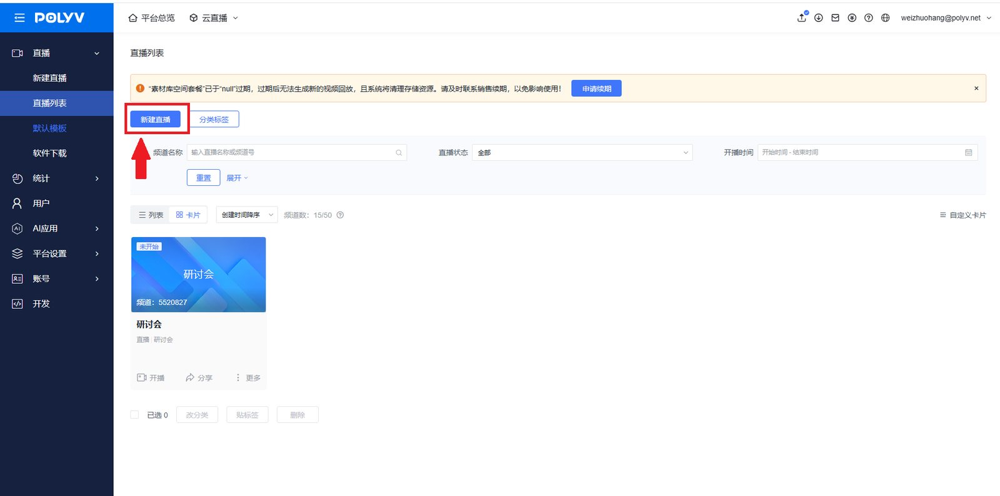 POLYV
平台总览
云直播
weizhuohang@polyv.net
直播
新建直播
直播列表
默认模板
软件下载
统计
用户
AI应用
平台设置
账号
开发
直播列表
“素材库空间套餐”已于“null”过期，过期后无法生成新的视频回放，且系统将清理存储资源。请及时联系销售续期，以免影响使用！ 申请续期
新建直播 分类标签
频道名称 输入直播名称或频道号 直播状态 全部 开播时间 开始时间 - 结束时间
重置 展开
列表 卡片 创建时间降序 频道数：15/50 自定义卡片
未开始
研讨会
频道：5520827
研讨会
直播 | 研讨会
开播 分享 更多
已选 0 改分类 贴标签 删除